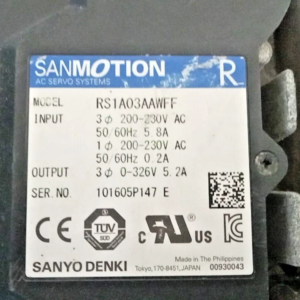 SANMOTION R
AC SERVO SYSTEMS
MODEL RS1A03AAWFF
INPUT 3φ 200-230V AC
50/60Hz 5.8A
1φ 200-230V AC
50/60Hz 0.2A
OUTPUT 3φ 0-326V 5.2A
SER.NO. 101605P147 E
CE TÜV c UL us KC
SANYO DENKI Made in Philippines
Tokyo,170-8451,JAPAN 00930043